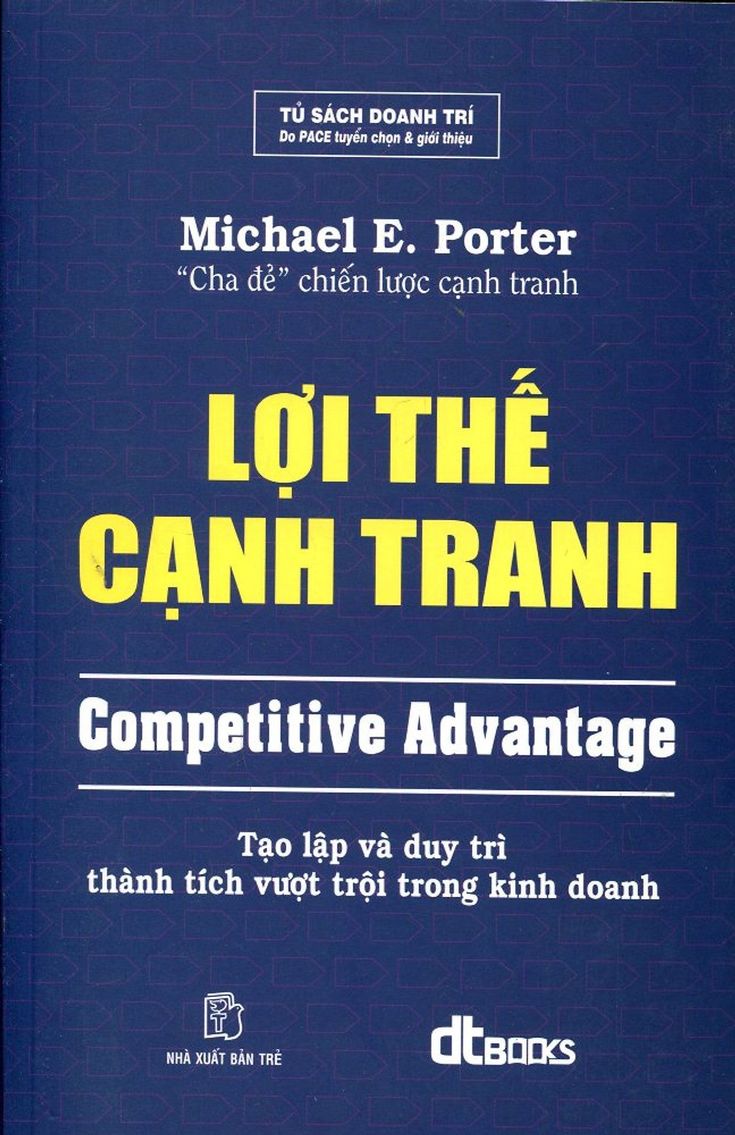 TỦ SÁCH DOANH TRÍ
Do PACE tuyển chọn & giới thiệu
Michael E. Porter
“Cha đẻ” chiến lược cạnh tranh
LỢI THẾ
CẠNH TRANH
Competitive Advantage
Tạo lập và duy trì
thành tích vượt trội trong kinh doanh
NHÀ XUẤT BẢN TRẺ
dtBOOKS